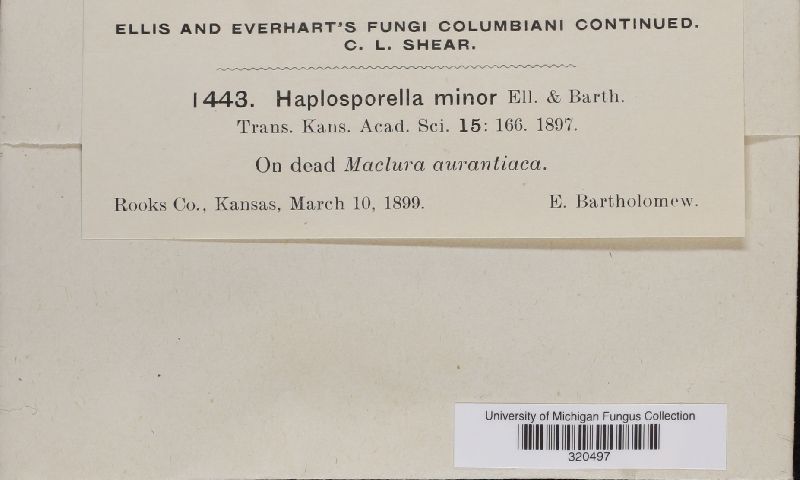 ELLIS AND EVERHART'S FUNGI COLUMBIANI CONTINUED.
C. L. SHEAR.
1443. Haplosporella minor Ell. & Barth.
Trans. Kans. Acad. Sci. 15: 166. 1897.
On dead Maclura aurantiaca.
Rooks Co., Kansas, March 10, 1899. E. Bartholomew.
University of Michigan Fungus Collection
320497